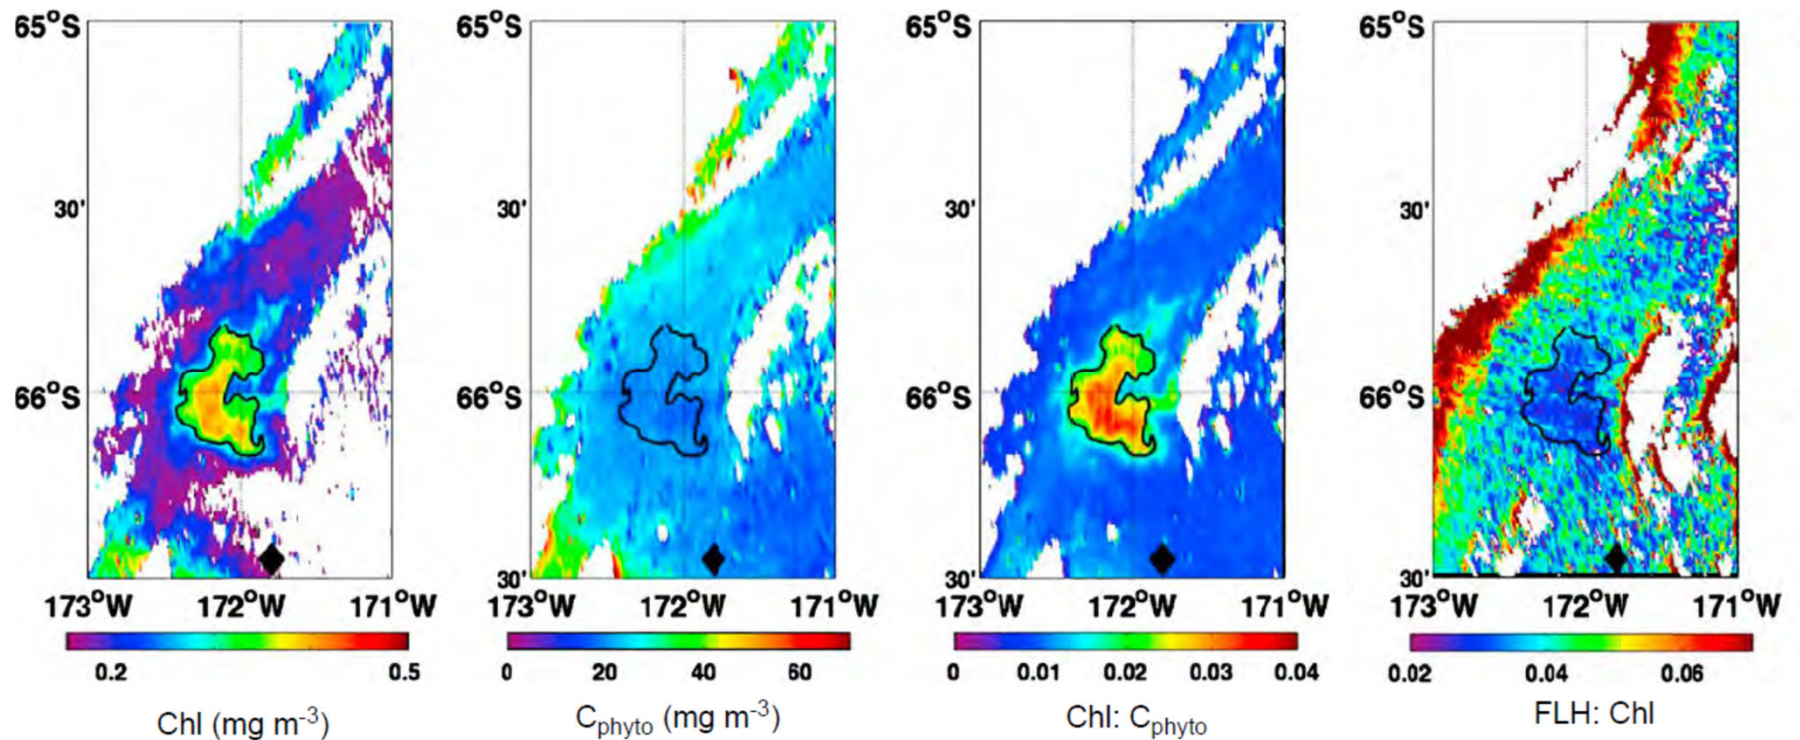 65°S 65°S 65°S 65°S
30' 30' 30' 30'
66°S 66°S 66°S 66°S
30' 30'
173°W 172°W 171°W 173°W 172°W 171°W 173°W 172°W 171°W 173°W 172°W 171°W
0.2 0.5 0 20 40 60 0 0.01 0.02 0.03 0.04 0.02 0.04 0.06
Chl (mg m-3) Cphyto (mg m-3) Chl: Cphyto FLH: Chl